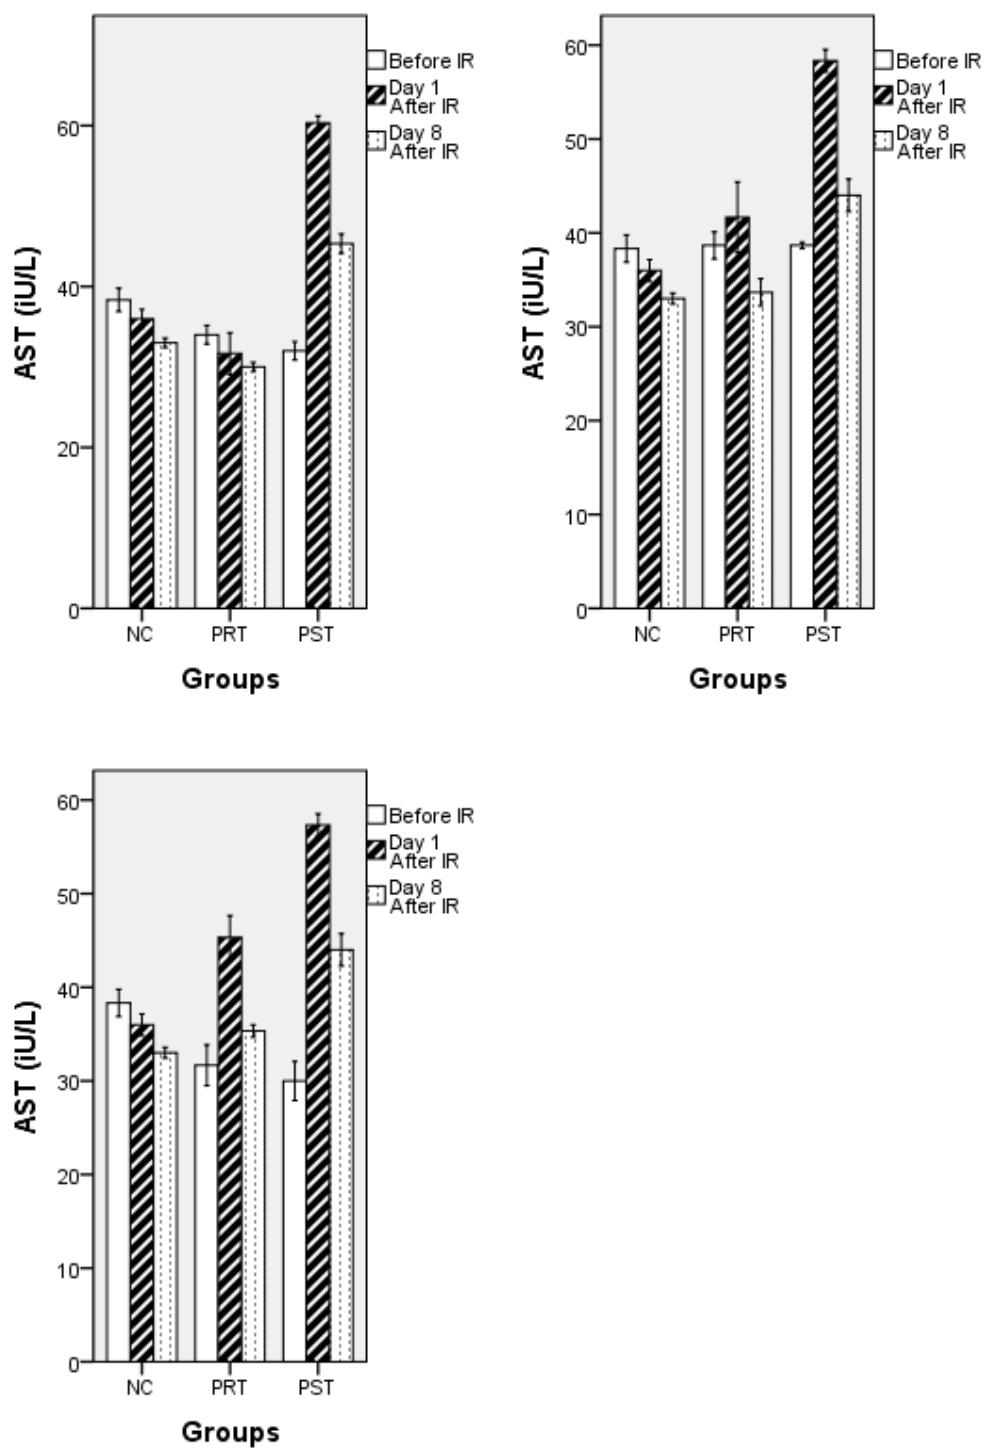 Before IR
Day 1
After IR
Day 8
After IR
60
40
20
0
AST (iU/L)
NC PRT PST
Groups
Before IR
Day 1
After IR
Day 8
After IR
60
50
40
30
20
10
0
AST (iU/L)
NC PRT PST
Groups
Before IR
Day 1
After IR
Day 8
After IR
60
50
40
30
20
10
0
AST (iU/L)
NC PRT PST
Groups